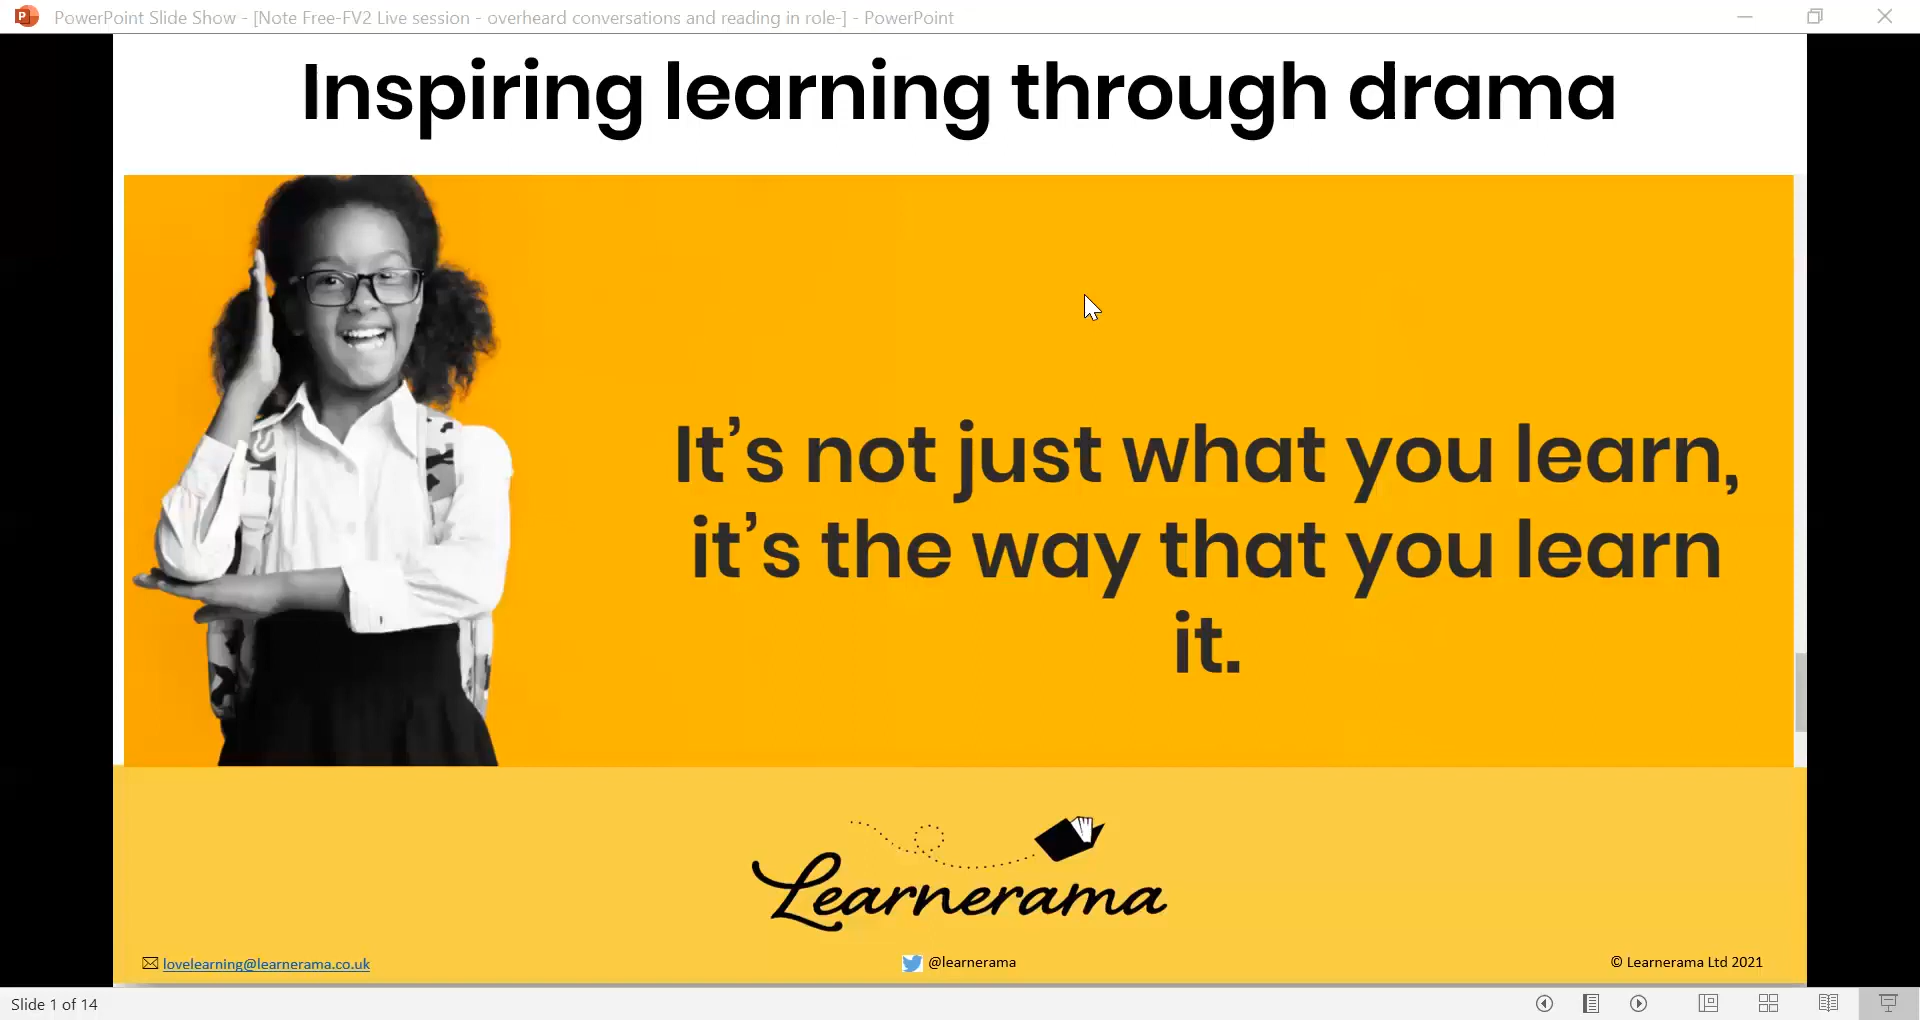 PowerPoint Slide Show - [Note Free-FV2 Live session - overheard conversations and reading in role-] - PowerPoint
Inspiring learning through drama
It’s not just what you learn,
it’s the way that you learn
it.
Learnerama
lovelearning@learnerama.co.uk
@learnerama
© Learnerama Ltd 2021
Slide 1 of 14